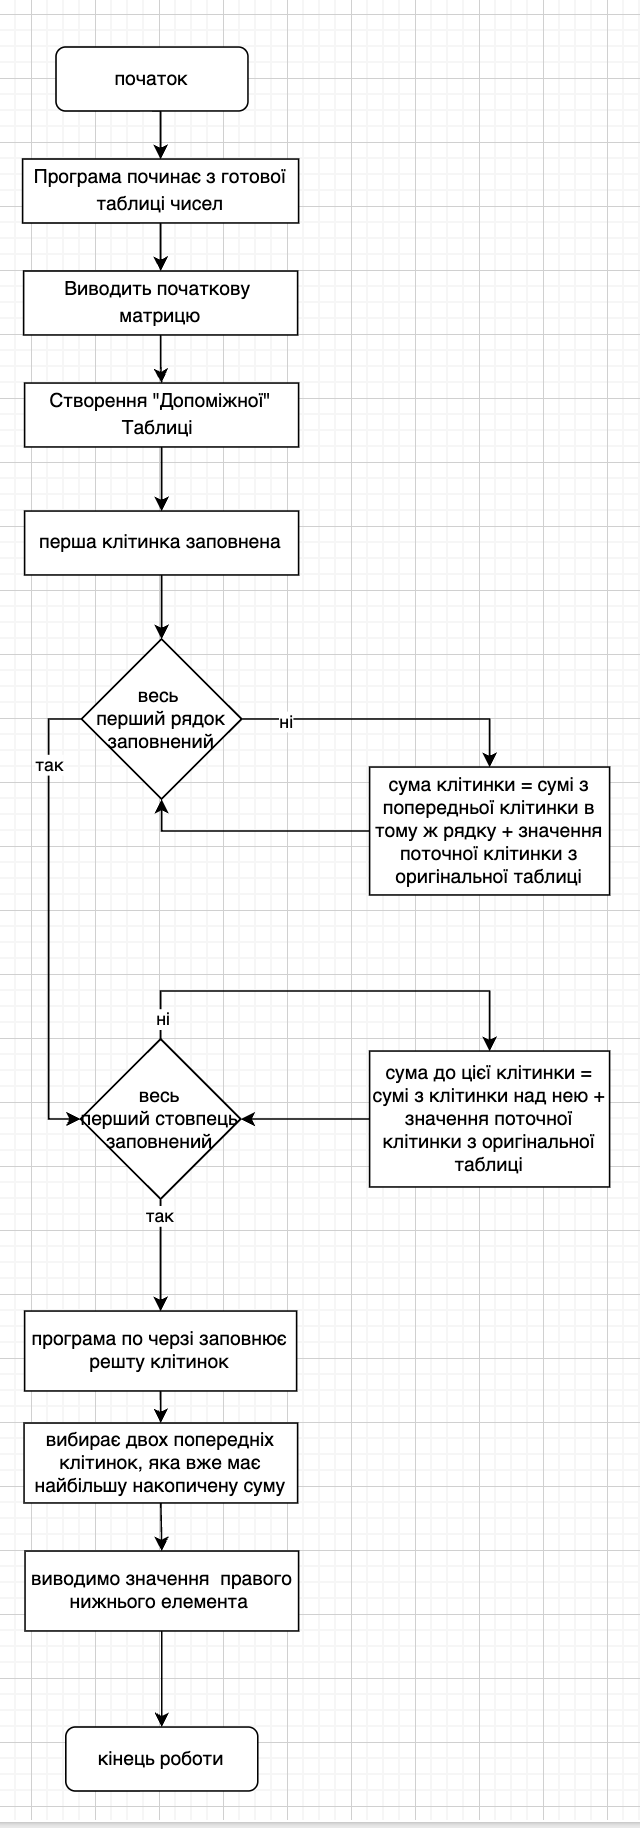 початок
Програма починає з готової
таблиці чисел
Виводить початкову
матрицю
Створення "Допоміжної"
Таблиці
перша клітинка заповнена
весь
перший рядок
заповнений
ні
так
сума клітинки = сумі з
попередньої клітинки в
тому ж рядку + значення
поточної клітинки з
оригінальної таблиці
ні
весь
перший стовпець
заповнений
сума до цієї клітинки =
сумі з клітинки над нею +
значення поточної
клітинки з оригінальної
таблиці
так
програма по черзі заповнює
решту клітинок
вибирає двох попередніх
клітинок, яка вже має
найбільшу накопичену суму
виводимо значення  правого
нижнього елемента
кінець роботи